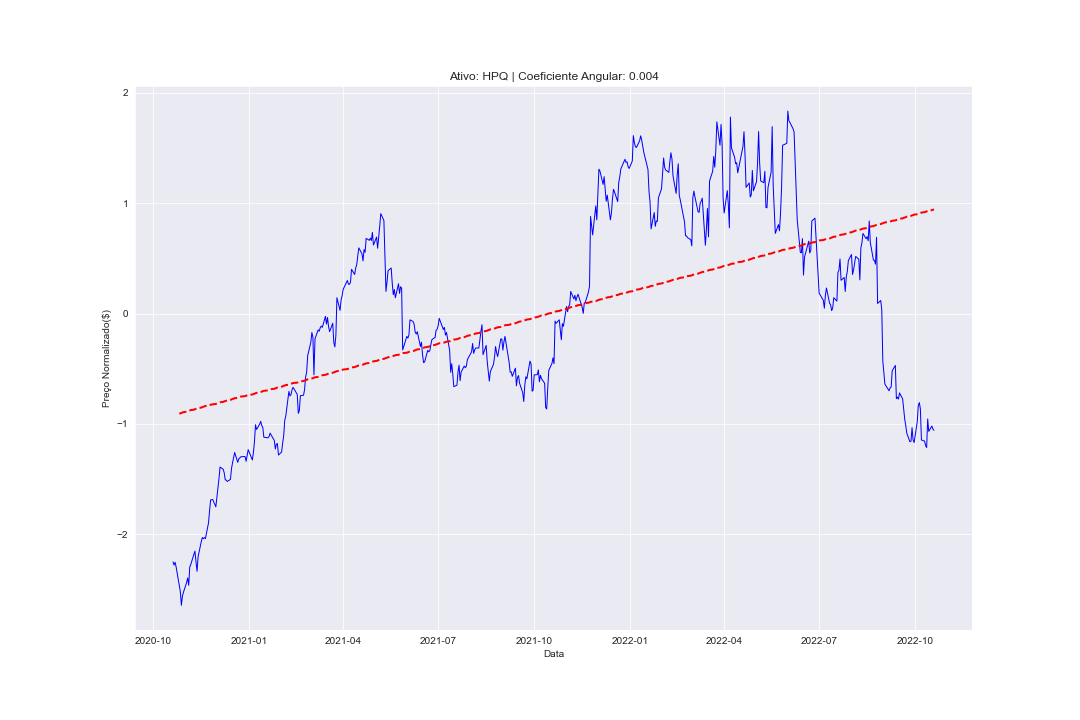 Ativo: HPQ | Coeficiente Angular: 0.004
Preço Normalizado($)
2
1
0
−1
−2
2020-10 2021-01 2021-04 2021-07 2021-10 2022-01 2022-04 2022-07 2022-10
Data